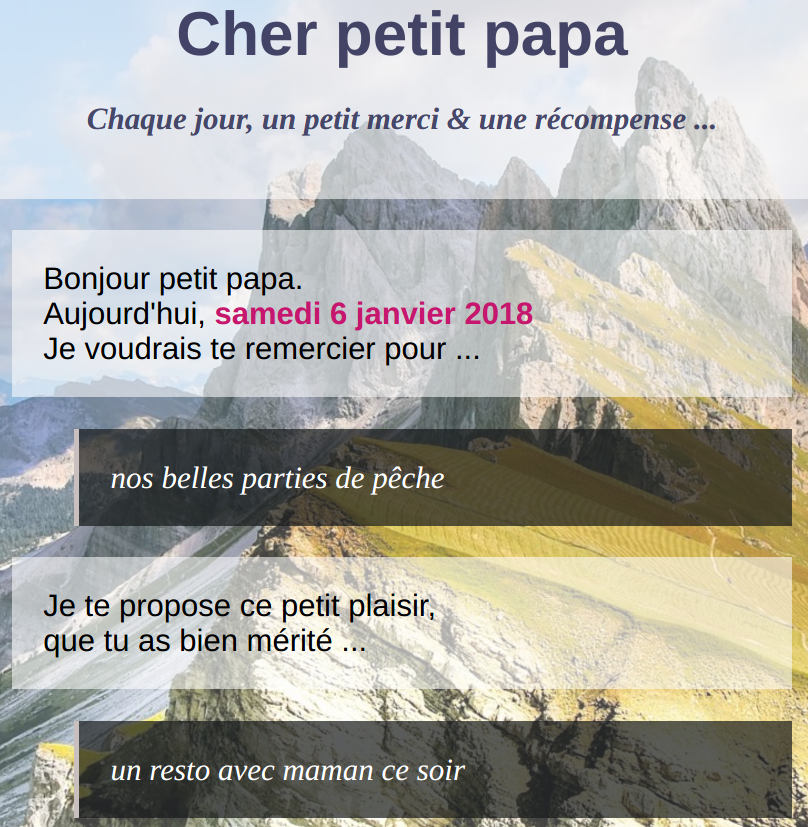 Cher petit papa
Chaque jour, un petit merci & une récompense ...
Bonjour petit papa.
Aujourd'hui, samedi 6 janvier 2018
Je voudrais te remercier pour ...
nos belles parties de pêche
Je te propose ce petit plaisir,
que tu as bien mérité ...
un resto avec maman ce soir